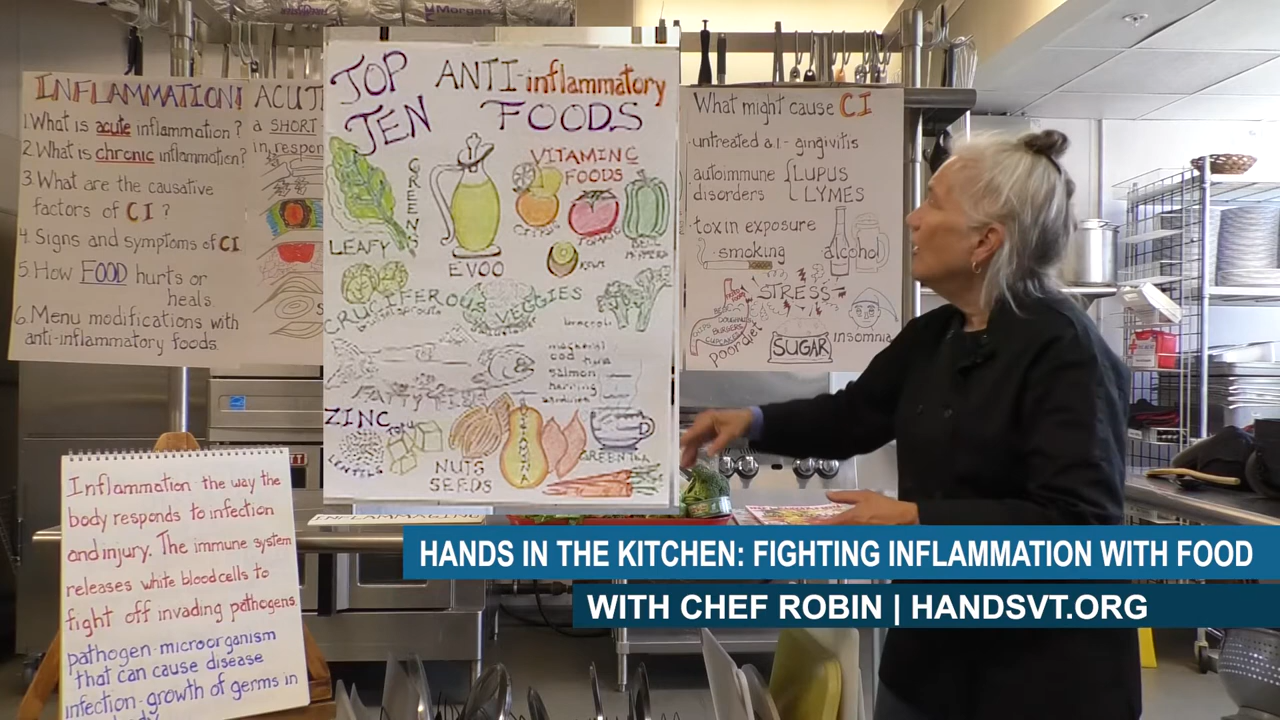 INFLAMMATION!
1. What is acute inflammation?
2. What is chronic inflammation?
3. What are the causative
factors of CI?
4. Signs and symptoms of CI
5 How FOOD hurts or
heals
6. Menu modifications with
anti-inflammatory foods.
a SHORT
TOP
TEN
ANTI-inflammatory
FOODS
LEAFY
GREENS
EVOO
VITAMIN C
FOODS
CITRUS
KIWI
BELL
PEPPERS
CRUCIFEROUS VEGGIES
broccoli
mackerel
cod tuna
salmon
herring
sardines
FATTY FISH
ZINC
TOFU
LENTILS
NUTS
SEEDS
VITAMIN A
GREEN TEA
What might cause CI
untreated a.i - gingivitis
autoimmune
disorders
LUPUS
LYMES
toxin exposure
smoking
alcohol
STRESS
BEER
DOUGHNUTS
CHIPS BURGERS
CUPCAKES
poor diet
SUGAR
insomnia
Inflammation the way the
body responds to infection
and injury. The immune system
releases white blood cells to
fight off invading pathogens.
pathogen - microorganism
that can cause disease
infection - growth of germs in
body
HANDS IN THE KITCHEN: FIGHTING INFLAMMATION WITH FOOD
WITH CHEF ROBIN | HANDSVT.ORG